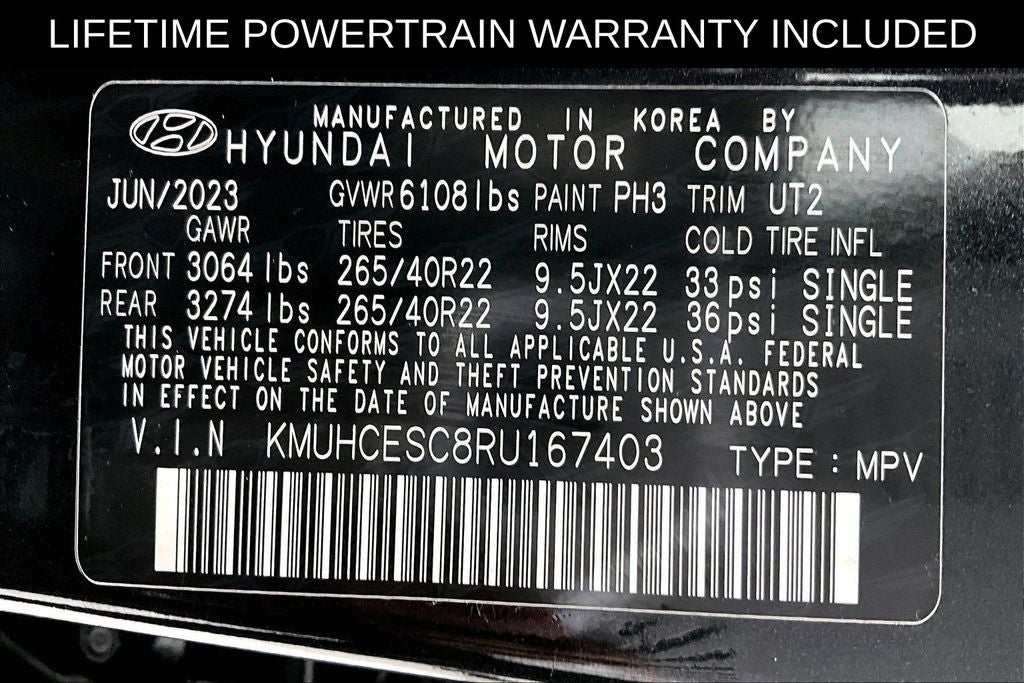 LIFETIME POWERTRAIN WARRANTY INCLUDED
MANUFACTURED IN KOREA BY
HYUNDAI MOTOR COMPANY
JUN/2023 GVWR 6108lbs PAINT PH3 TRIM UT2
GAWR TIRES RIMS COLD TIRE INFL
FRONT 3064 lbs 265/40R22 9.5JX22 33psi SINGLE
REAR 3274 lbs 265/40R22 9.5JX22 36psi SINGLE
THIS VEHICLE CONFORMS TO ALL APPLICABLE U.S.A. FEDERAL
MOTOR VEHICLE SAFETY AND THEFT PREVENTION STANDARDS
IN EFFECT ON THE DATE OF MANUFACTURE SHOWN ABOVE
V.I.N KMUHCESC8RU167403 TYPE : MPV